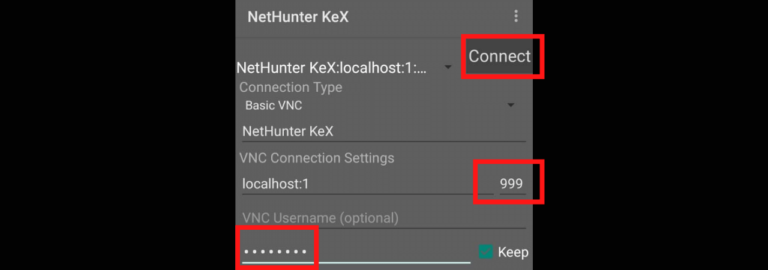 NetHunter KeX
Connect
NetHunter KeX:localhost:1:...
Connection Type
Basic VNC
NetHunter KeX
VNC Connection Settings
localhost:1 999
VNC Username (optional)
•••••••• Keep